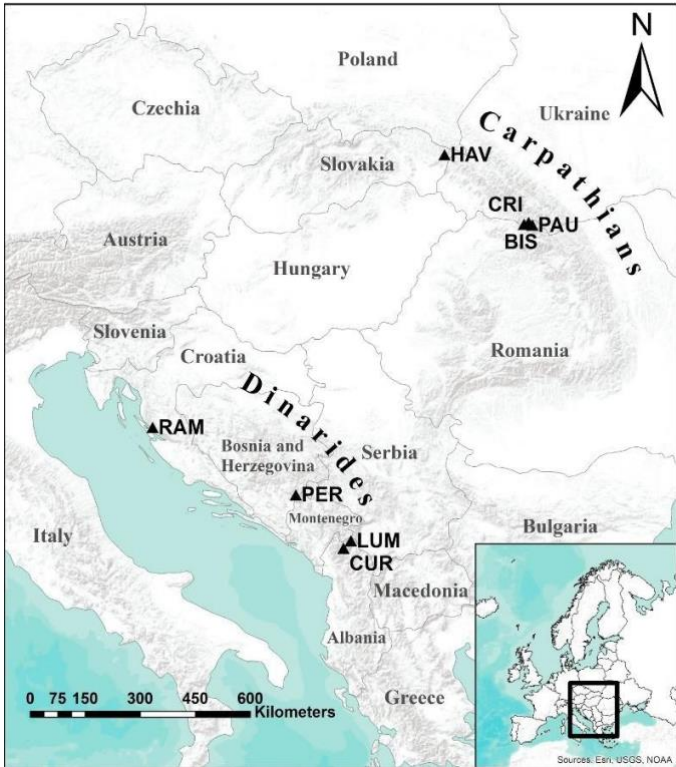 N
Poland
Czechia
Ukraine
Carpathians
HAV
Slovakia
CRI
PAU
BIS
Austria
Hungary
Slovenia
Romania
Croatia
Dinarides
RAM
Bosnia and
Herzegovina
Serbia
PER
Montenegro
Italy
LUM
CUR
Bulgaria
Macedonia
Albania
Greece
0 75 150 300 450 600
Kilometers
Sources: Esri, USGS, NOAA